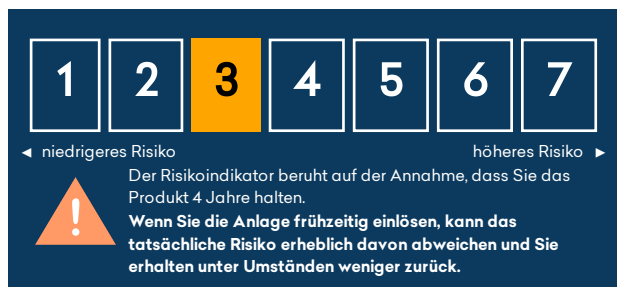 1 2 3 4 5 6 7
◄ niedrigeres Risiko höheres Risiko ►
Der Risikoindikator beruht auf der Annahme, dass Sie das
Produkt 4 Jahre halten.
Wenn Sie die Anlage frühzeitig einlösen, kann das
tatsächliche Risiko erheblich davon abweichen und Sie
erhalten unter Umständen weniger zurück.